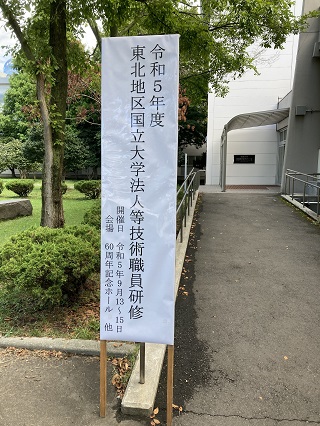 令和５年度
東北地区国立大学法人等技術職員研修
開催日　令和５年９月13～15日
会場　60周年記念ホール　他